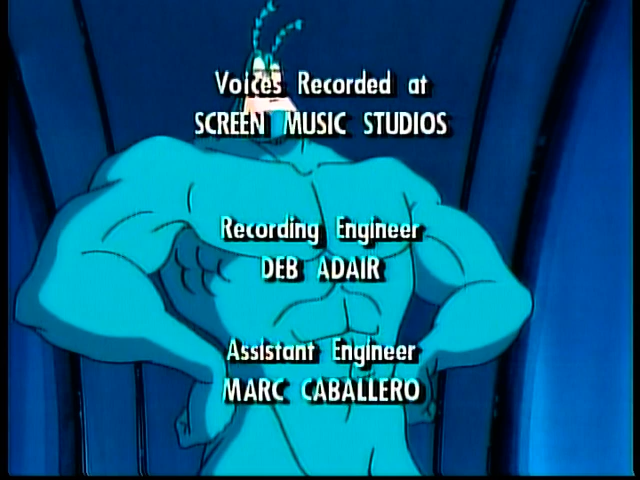 Voices Recorded at
SCREEN MUSIC STUDIOS
Recording Engineer
DEB ADAIR
Assistant Engineer
MARC CABALLERO